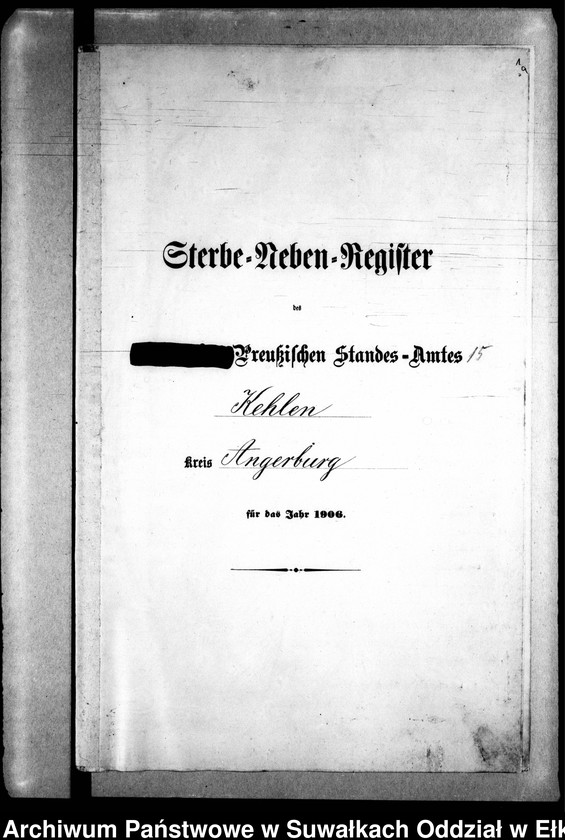 1a
Sterbe-Neben-Register
des
Preußischen Standes-Amtes 15
Kehlen
Kreis Angerburg
für das Jahr 1906.
Archiwum Państwowe w Suwałkach Oddział w Ełk